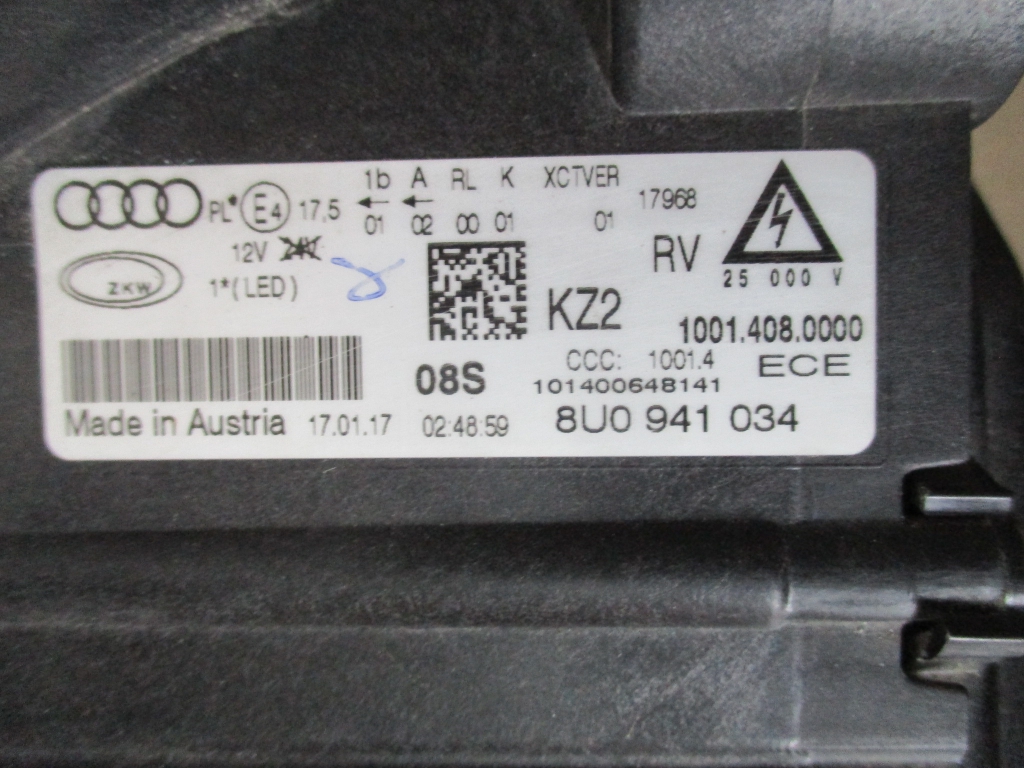 PL* E4 17,5 1b A RL K XCTVER
01 02 00 01 01
17968
12V 24V
ZKW
1*(LED)
RV
25 000 V
KZ2
1001.408.0000
CCC: 1001.4
ECE
08S
101400648141
Made in Austria 17.01.17 02:48:59 8U0 941 034